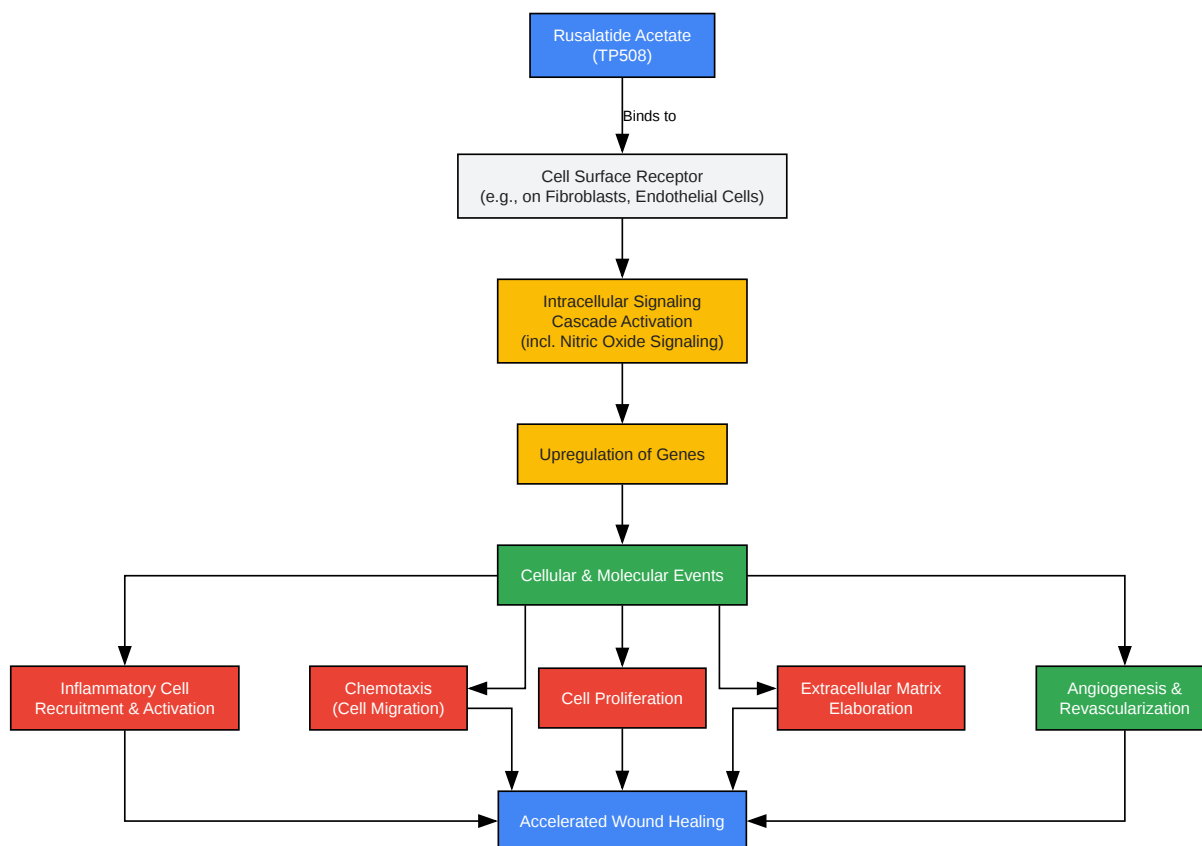 Rusalatide Acetate
(TP508)
Binds to
Cell Surface Receptor
(e.g., on Fibroblasts, Endothelial Cells)
Intracellular Signaling
Cascade Activation
(incl. Nitric Oxide Signaling)
Upregulation of Genes
Cellular & Molecular Events
Inflammatory Cell
Recruitment & Activation
Chemotaxis
(Cell Migration)
Cell Proliferation
Extracellular Matrix
Elaboration
Angiogenesis &
Revascularization
Accelerated Wound Healing